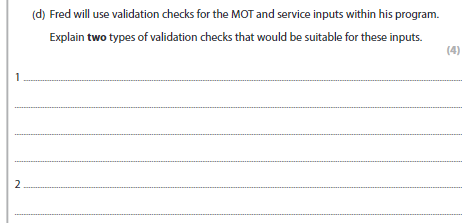 (d) Fred will use validation checks for the MOT and service inputs within his program.
Explain two types of validation checks that would be suitable for these inputs.
(4)
1
2